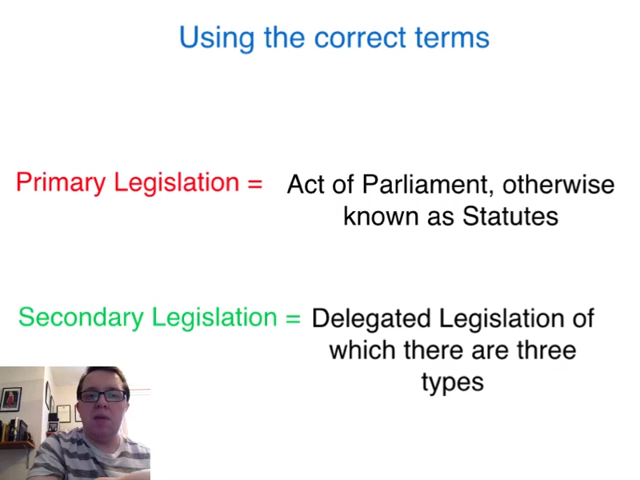 Using the correct terms
Primary Legislation = Act of Parliament, otherwise
known as Statutes
Secondary Legislation = Delegated Legislation of
which there are three
types